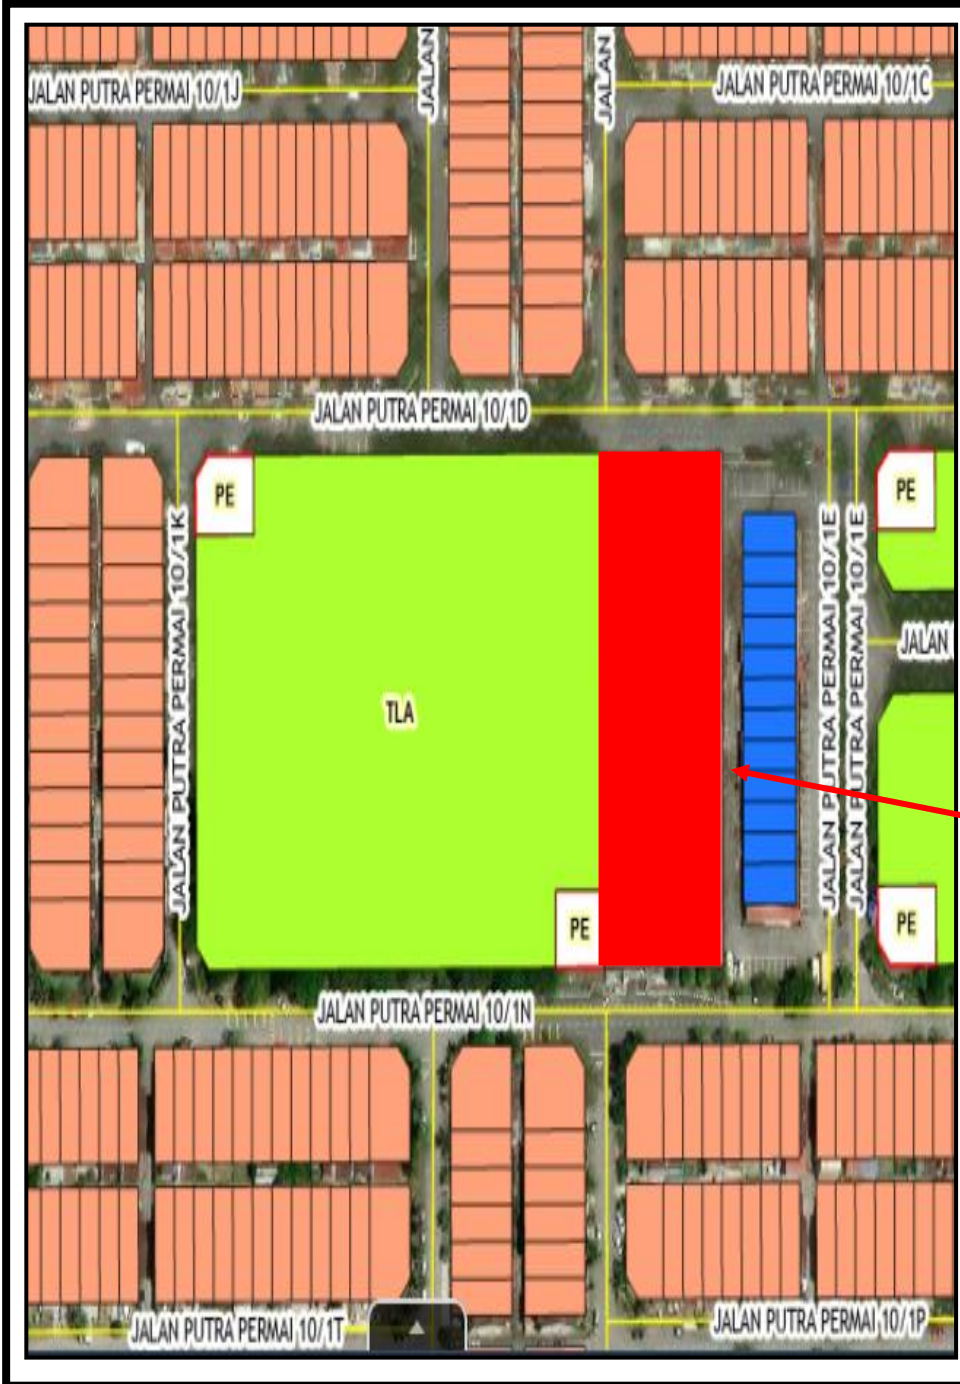 JALAN PUTRA PERMAI 10/1J
JALAN
JALAN
JALAN PUTRA PERMAI 10/1C
JALAN PUTRA PERMAI 10/1D
PE
PE
JALAN PUTRA PERMAI 10/1K
JALAN PUTRA PERMAI 10/1E
JALAN PUTRA PERMAI 10/1E
JALAN
TLA
PE
PE
JALAN PUTRA PERMAI 10/1N
JALAN PUTRA PERMAI 10/1T
JALAN PUTRA PERMAI 10/1P